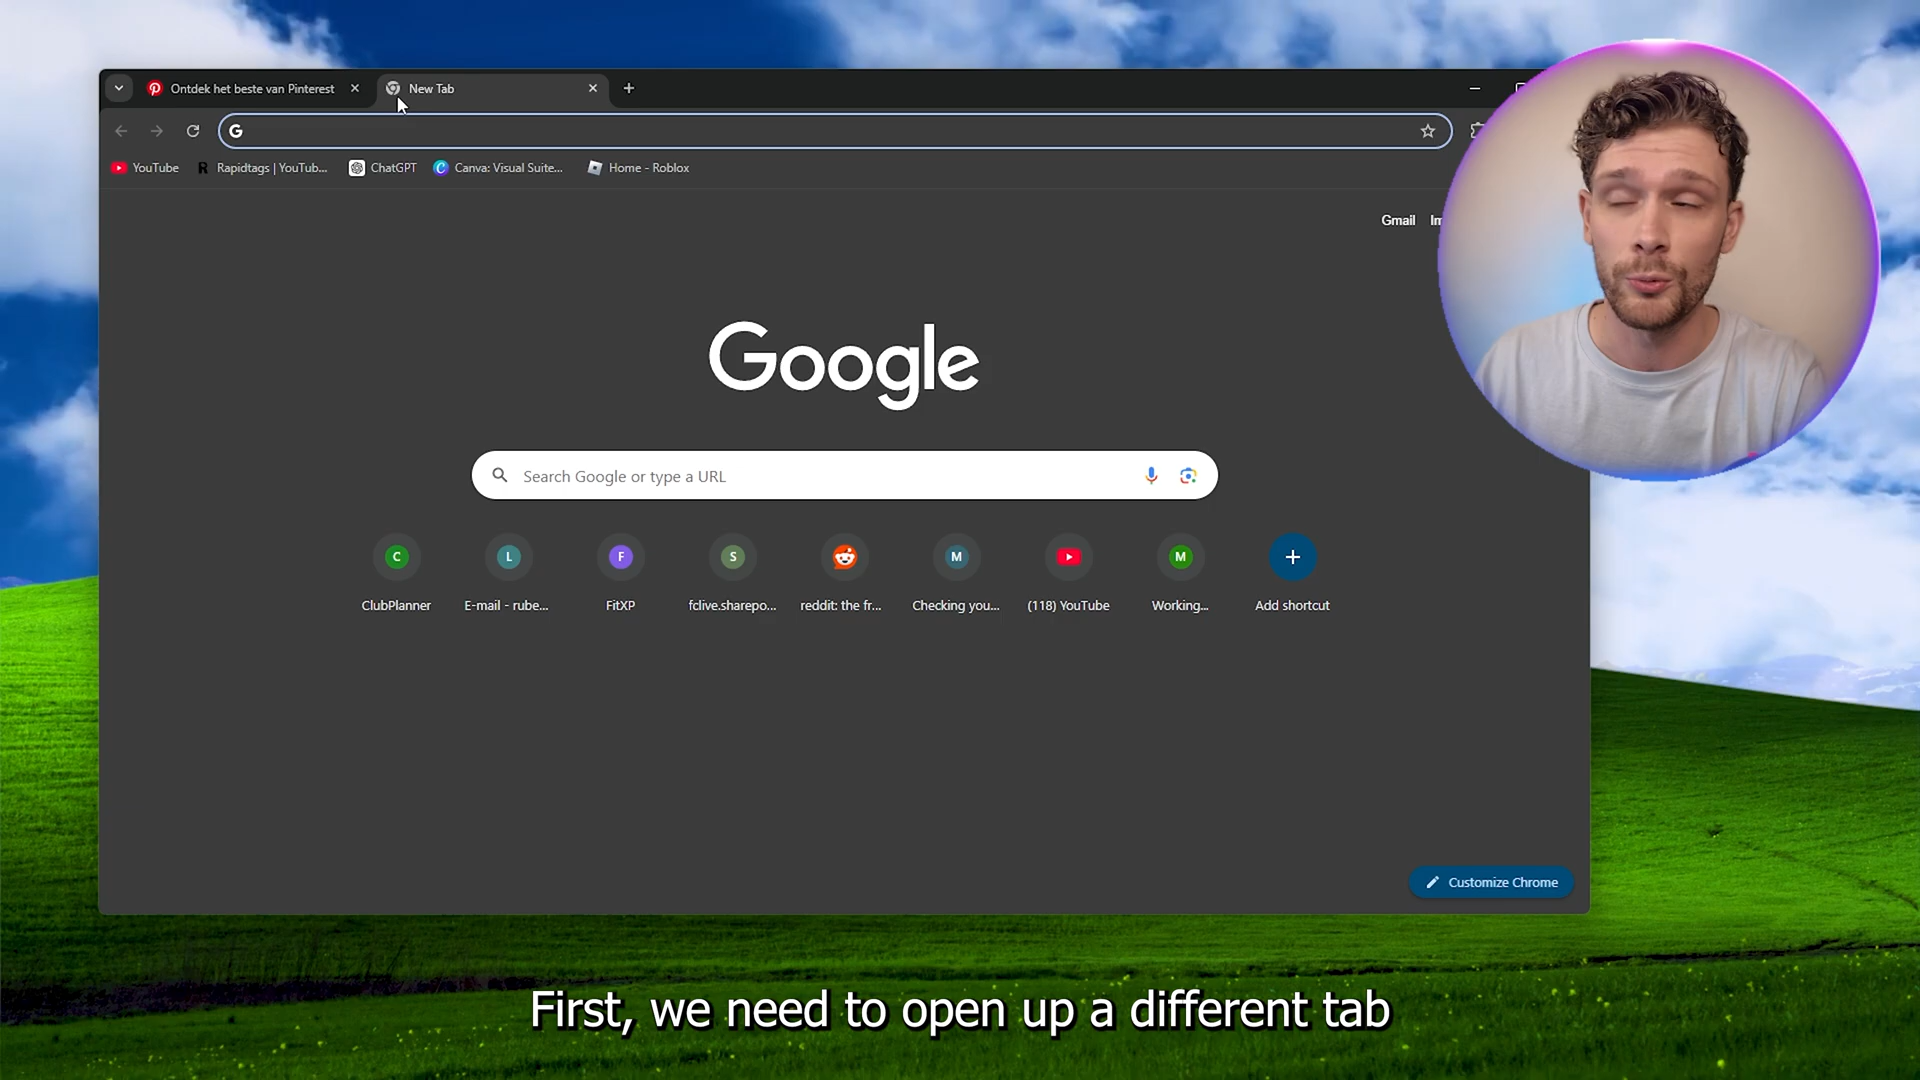 Ontdek het beste van Pinterest
New Tab
YouTube
Rapidtags | YouTub...
ChatGPT
Canva: Visual Suite...
Home - Roblox
Gmail
Google
Search Google or type a URL
C
L
F
S
M
M
ClubPlanner
E-mail - rube...
FitXP
fclive.sharepo...
reddit: the fr...
Checking you...
(118) YouTube
Working...
Add shortcut
Customize Chrome
First, we need to open up a different tab